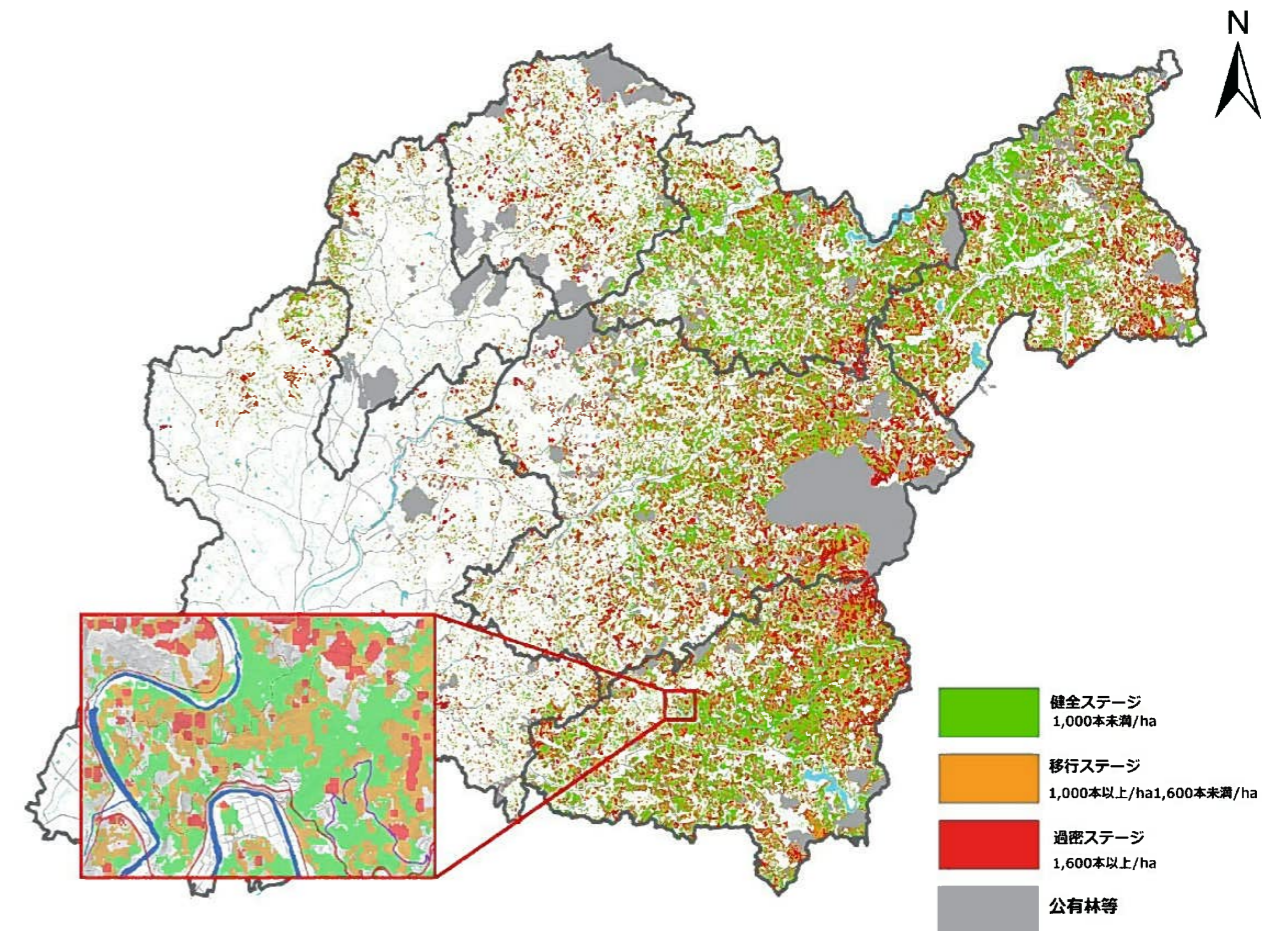 N
健全ステージ
1,000本未満/ha
移行ステージ
1,000本以上/ha1,600本未満/ha
過密ステージ
1,600本以上/ha
公有林等